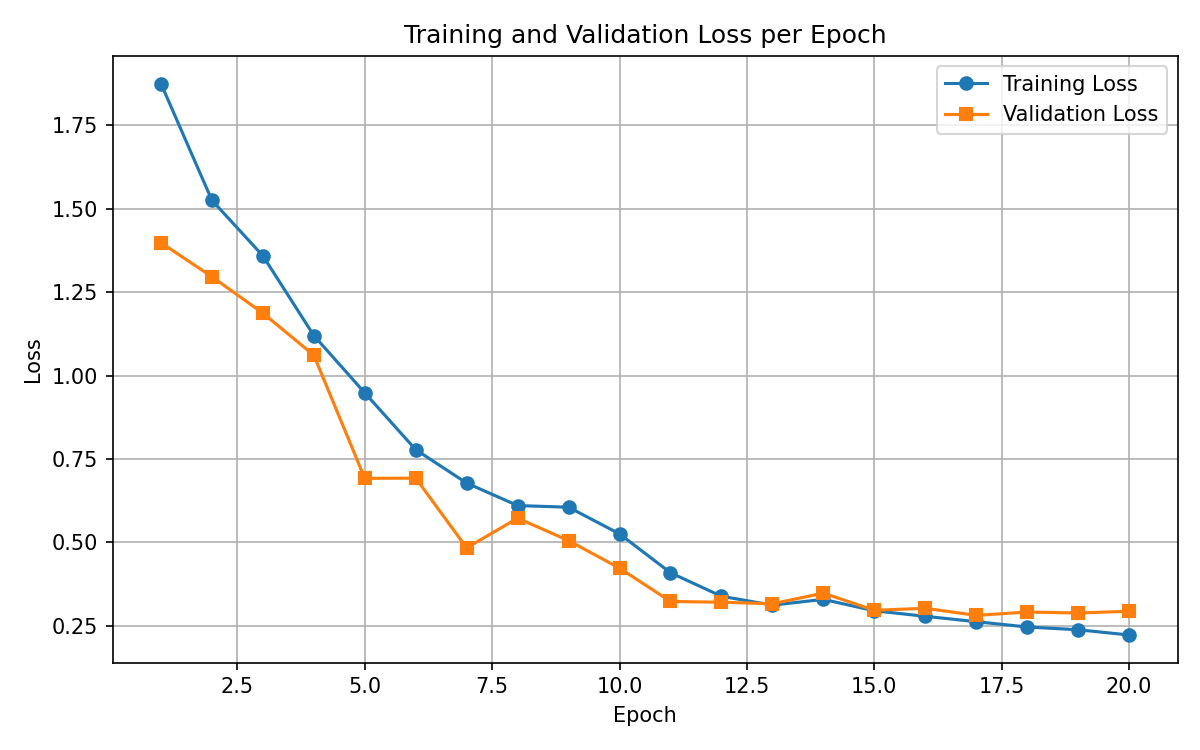 Training and Validation Loss per Epoch
Training Loss
Validation Loss
Loss
1.75
1.50
1.25
1.00
0.75
0.50
0.25
2.5 5.0 7.5 10.0 12.5 15.0 17.5 20.0
Epoch